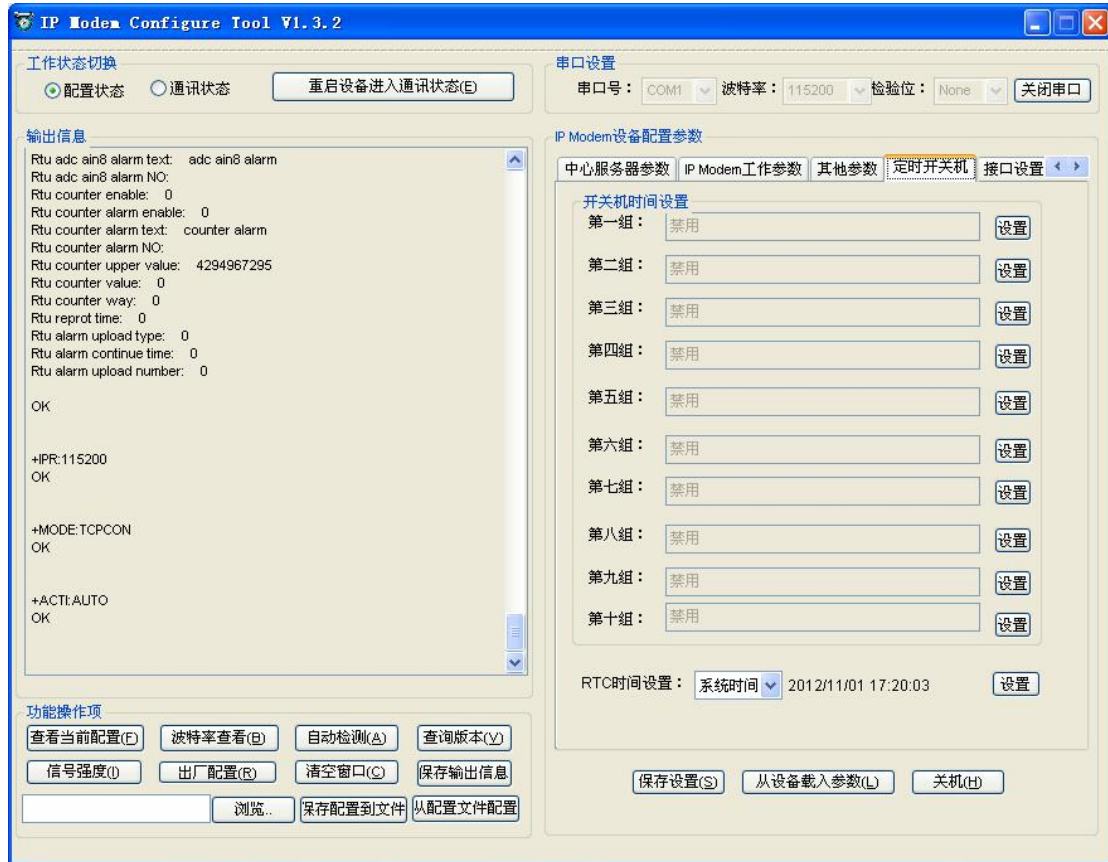 IP Modem Configure Tool V1.3.2
工作状态切换
配置状态 通讯状态 重启设备进入通讯状态(E)
串口设置
串口号： COM1 波特率： 115200 检验位： None 关闭串口
输出信息
Rtu adc ain8 alarm text: adc ain8 alarm
Rtu adc ain8 alarm NO:
Rtu counter enable: 0
Rtu counter alarm enable: 0
Rtu counter alarm text: counter alarm
Rtu counter alarm NO:
Rtu counter upper value: 4294967295
Rtu counter value: 0
Rtu counter way: 0
Rtu reprot time: 0
Rtu alarm upload type: 0
Rtu alarm continue time: 0
Rtu alarm upload number: 0
OK
+IPR:115200
OK
+MODE:TCPCON
OK
+ACTI:AUTO
OK
功能操作项
查看当前配置(F) 波特率查看(B) 自动检测(A) 查询版本(V)
信号强度(I) 出厂配置(R) 清空窗口(C) 保存输出信息
浏览.. 保存配置到文件 从配置文件配置
IP Modem设备配置参数
中心服务器参数 IP Modem工作参数 其他参数 定时开关机 接口设置
开关机时间设置
第一组： 禁用 设置
第二组： 禁用 设置
第三组： 禁用 设置
第四组： 禁用 设置
第五组： 禁用 设置
第六组： 禁用 设置
第七组： 禁用 设置
第八组： 禁用 设置
第九组： 禁用 设置
第十组： 禁用 设置
RTC时间设置： 系统时间 2012/11/01 17:20:03 设置
保存设置(S) 从设备载入参数(L) 关机(H)